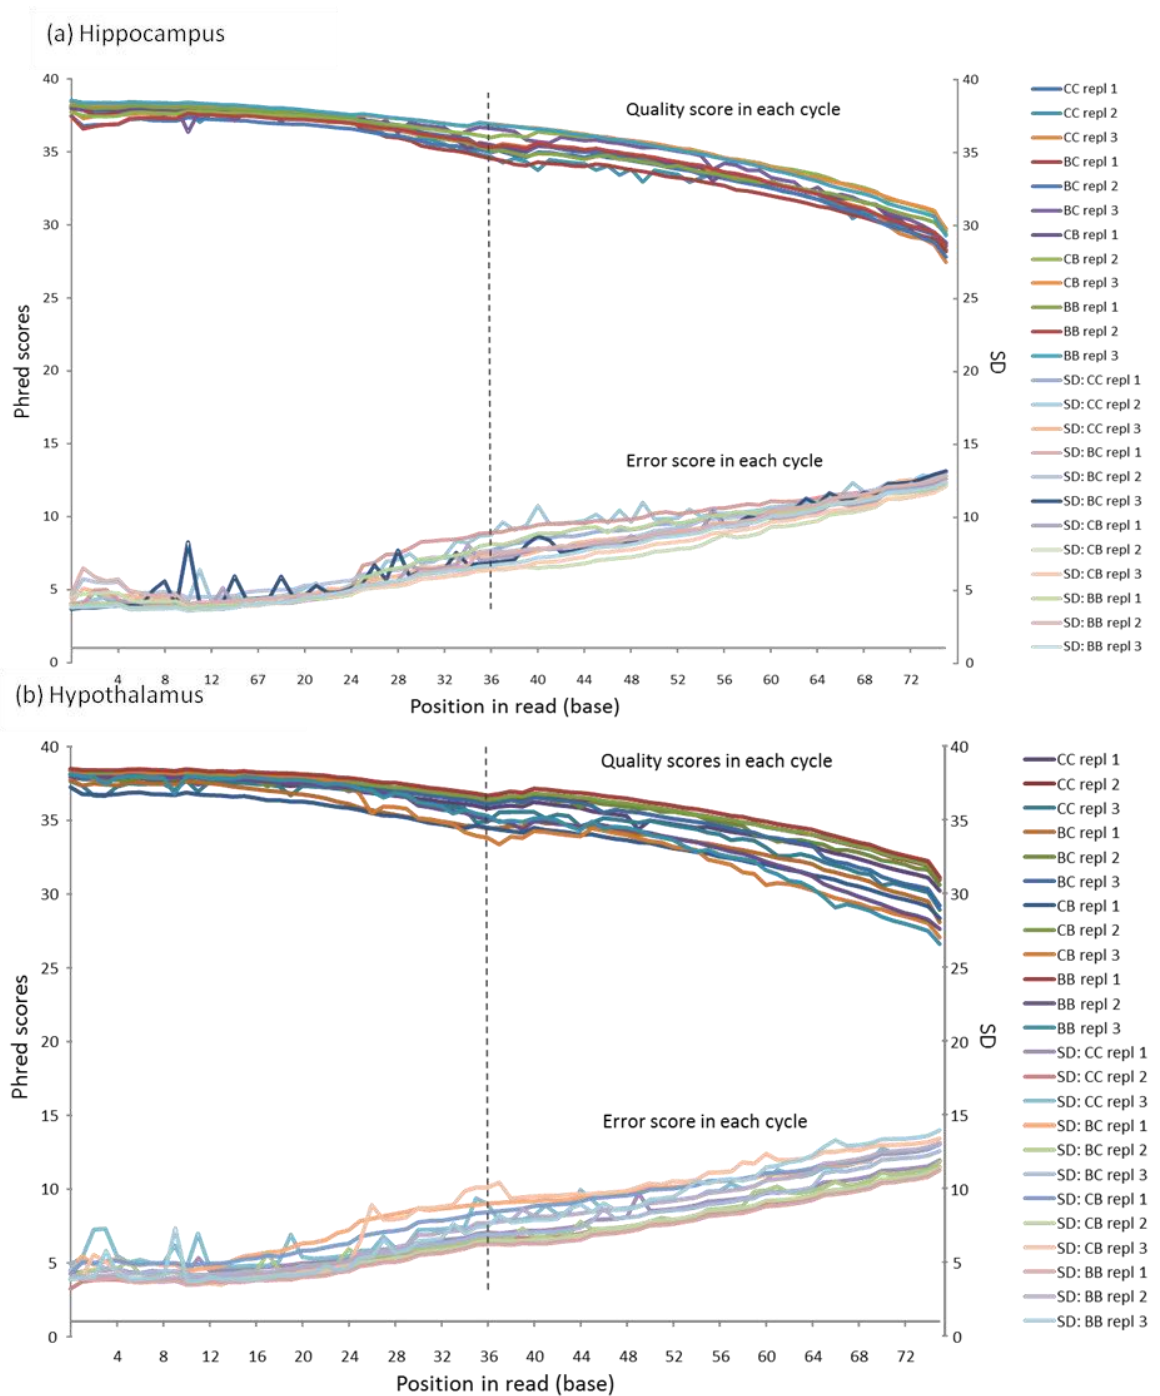 (a) Hippocampus
40
35
30
25
20
15
10
5
0
Phred scores
40
35
30
25
20
15
10
5
0
SD
Quality score in each cycle
Error score in each cycle
4 8 12 67 20 24 28 32 36 40 44 48 52 56 60 64 68 72
Position in read (base)
CC repl 1
CC repl 2
CC repl 3
BC repl 1
BC repl 2
BC repl 3
CB repl 1
CB repl 2
CB repl 3
BB repl 1
BB repl 2
BB repl 3
SD: CC repl 1
SD: CC repl 2
SD: CC repl 3
SD: BC repl 1
SD: BC repl 2
SD: BC repl 3
SD: CB repl 1
SD: CB repl 2
SD: CB repl 3
SD: BB repl 1
SD: BB repl 2
SD: BB repl 3
(b) Hypothalamus
40
35
30
25
20
15
10
5
0
Phred scores
40
35
30
25
20
15
10
5
0
SD
Quality scores in each cycle
Error score in each cycle
4 8 12 16 20 24 28 32 36 40 44 48 52 56 60 64 68 72
Position in read (base)
CC repl 1
CC repl 2
CC repl 3
BC repl 1
BC repl 2
BC repl 3
CB repl 1
CB repl 2
CB repl 3
BB repl 1
BB repl 2
BB repl 3
SD: CC repl 1
SD: CC repl 2
SD: CC repl 3
SD: BC repl 1
SD: BC repl 2
SD: BC repl 3
SD: CB repl 1
SD: CB repl 2
SD: CB repl 3
SD: BB repl 1
SD: BB repl 2
SD: BB repl 3